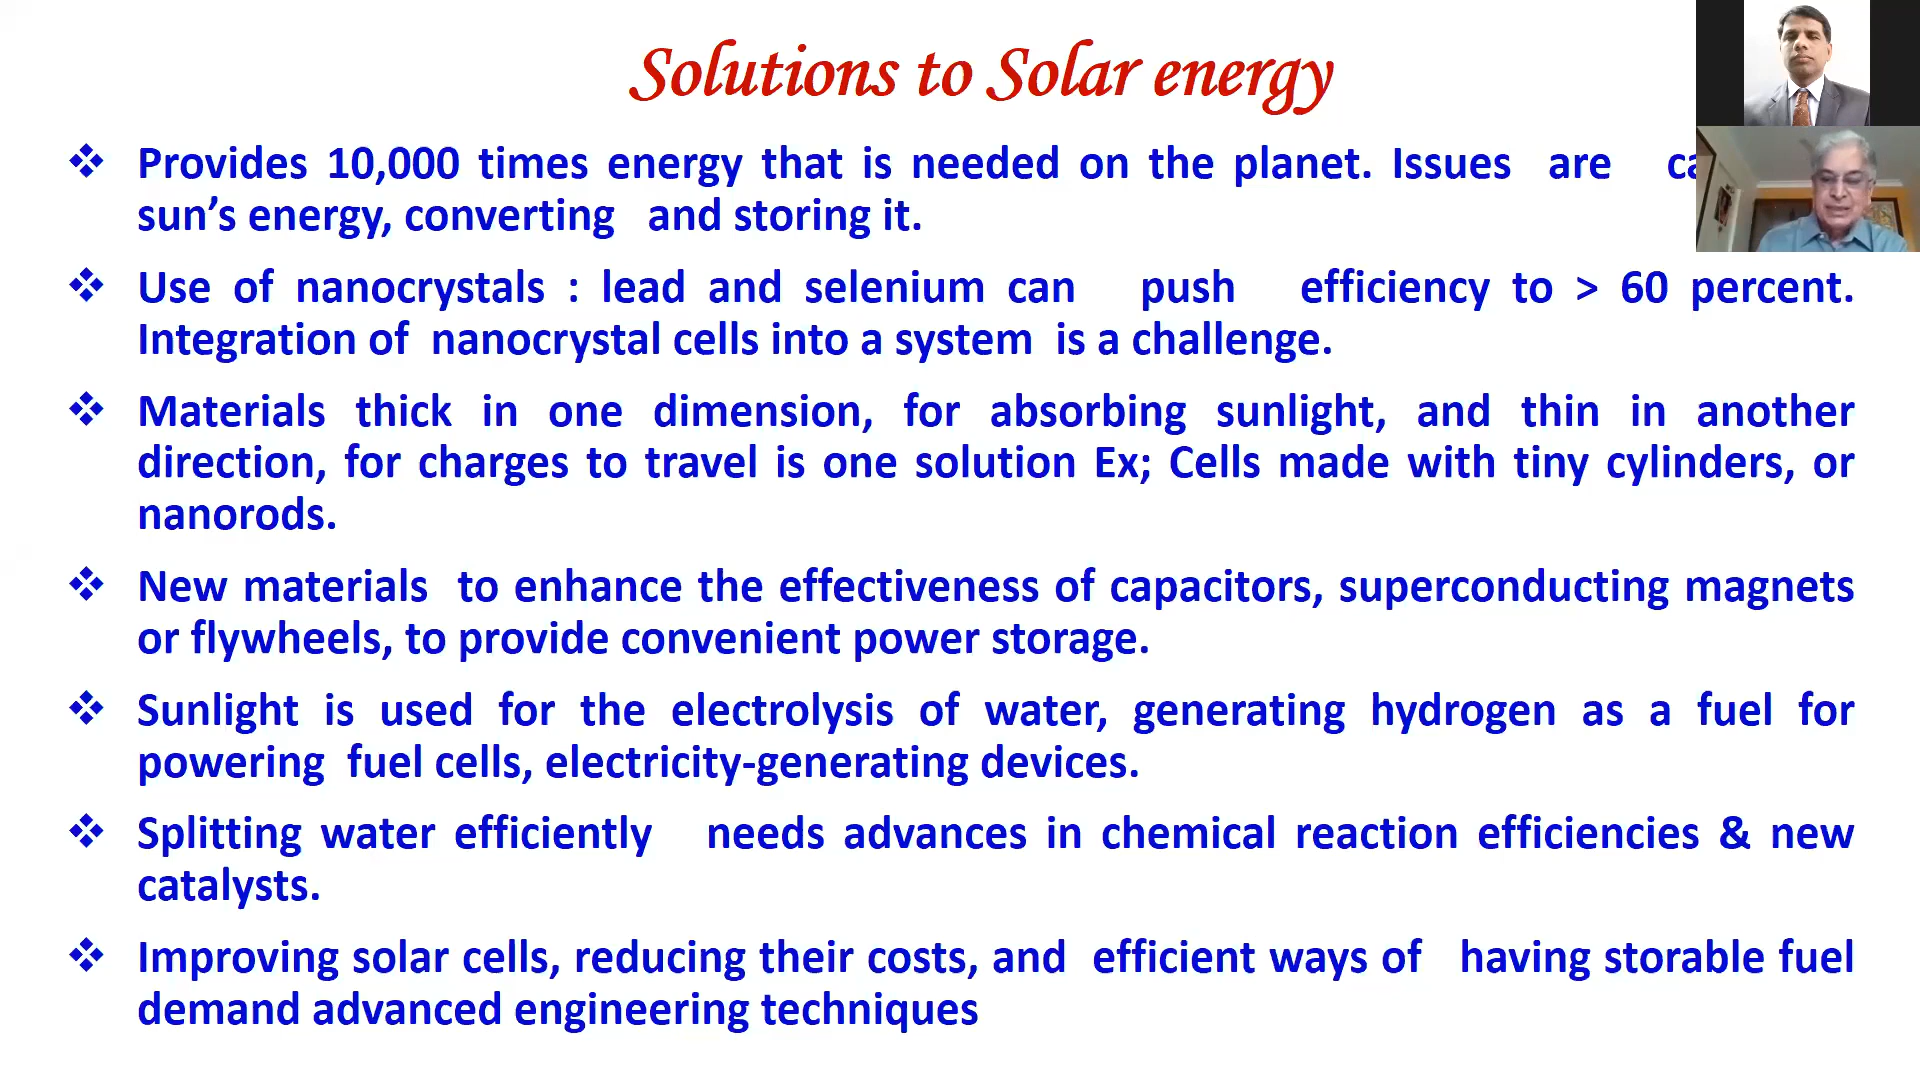 Solutions to Solar energy
❖ Provides 10,000 times energy that is needed on the planet. Issues are
sun's energy, converting and storing it.
❖ Use of nanocrystals : lead and selenium can push efficiency to > 60 percent.
Integration of nanocrystal cells into a system is a challenge.
❖ Materials thick in one dimension, for absorbing sunlight, and thin in another
direction, for charges to travel is one solution Ex; Cells made with tiny cylinders, or
nanorods.
❖ New materials to enhance the effectiveness of capacitors, superconducting magnets
or flywheels, to provide convenient power storage.
❖ Sunlight is used for the electrolysis of water, generating hydrogen as a fuel for
powering fuel cells, electricity-generating devices.
❖ Splitting water efficiently needs advances in chemical reaction efficiencies & new
catalysts.
❖ Improving solar cells, reducing their costs, and efficient ways of having storable fuel
demand advanced engineering techniques